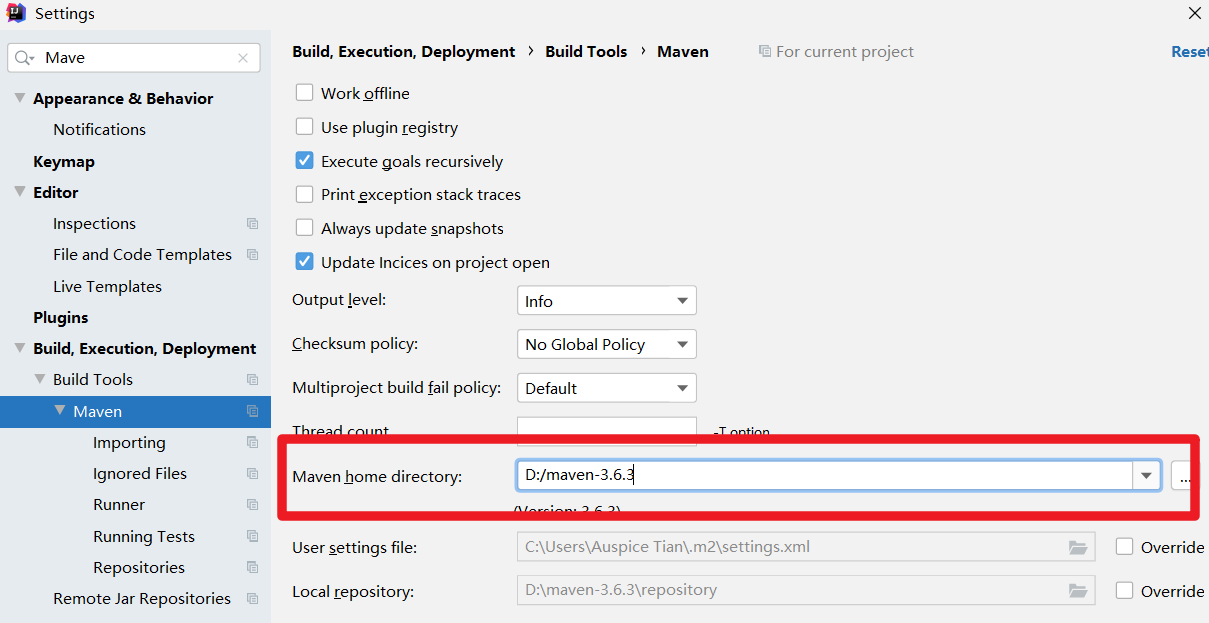 Settings
Mave
Appearance & Behavior
Notifications
Keymap
Editor
Inspections
File and Code Templates
Live Templates
Plugins
Build, Execution, Deployment
Build Tools
Maven
Importing
Ignored Files
Runner
Running Tests
Repositories
Remote Jar Repositories
Build, Execution, Deployment › Build Tools › Maven For current project Reset
Work offline
Use plugin registry
Execute goals recursively
Print exception stack traces
Always update snapshots
Update Incices on project open
Output level: Info
Checksum policy: No Global Policy
Multiproject build fail policy: Default
Thread count -T option
Maven home directory: D:/maven-3.6.3 ...
(Version: 3.6.3)
User settings file: C:\Users\Auspice Tian\.m2\settings.xml Override
Local repository: D:\maven-3.6.3\repository Override